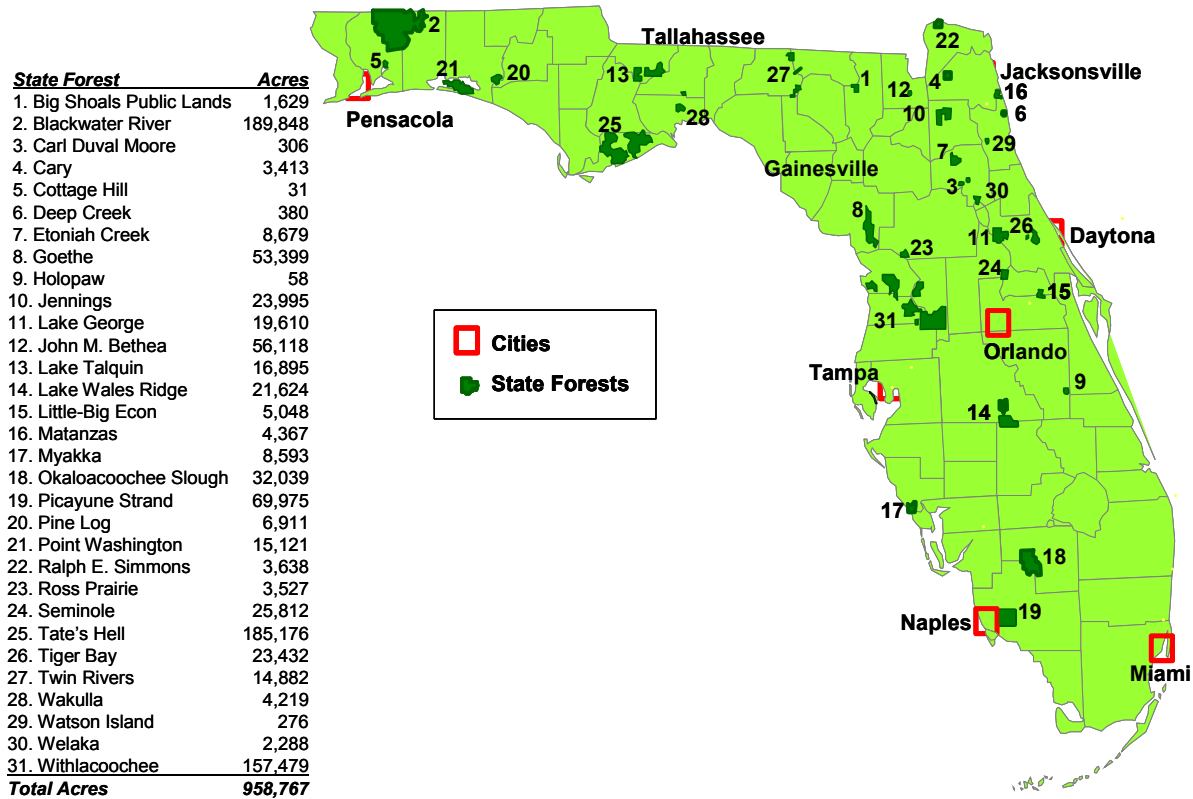 State Forest Acres
1. Big Shoals Public Lands 1,629
2. Blackwater River 189,848
3. Carl Duval Moore 306
4. Cary 3,413
5. Cottage Hill 31
6. Deep Creek 380
7. Etoniah Creek 8,679
8. Goethe 53,399
9. Holopaw 58
10. Jennings 23,995
11. Lake George 19,610
12. John M. Bethea 56,118
13. Lake Talquin 16,895
14. Lake Wales Ridge 21,624
15. Little-Big Econ 5,048
16. Matanzas 4,367
17. Myakka 8,593
18. Okaloacoochee Slough 32,039
19. Picayune Strand 69,975
20. Pine Log 6,911
21. Point Washington 15,121
22. Ralph E. Simmons 3,638
23. Ross Prairie 3,527
24. Seminole 25,812
25. Tate's Hell 185,176
26. Tiger Bay 23,432
27. Twin Rivers 14,882
28. Wakulla 4,219
29. Watson Island 276
30. Welaka 2,288
31. Withlacoochee 157,479
Total Acres 958,767
2
22
Tallahassee
5
21
20
13
27
1
12
4
Jacksonsville
16
10
6
Pensacola
28
25
29
7
Gainesville
3
30
8
11
26
Daytona
23
24
15
31
Orlando
Cities
State Forests
Tampa
9
14
17
18
19
Naples
Miami